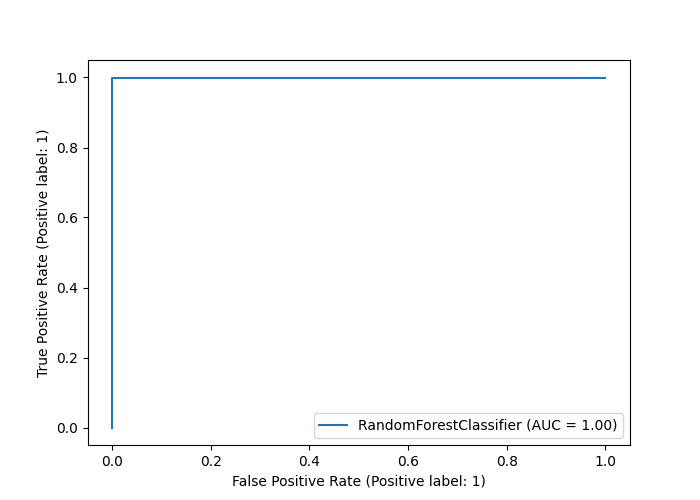 1.0
0.8
0.6
0.4
0.2
0.0
True Positive Rate (Positive label: 1)
RandomForestClassifier (AUC = 1.00)
0.0 0.2 0.4 0.6 0.8 1.0
False Positive Rate (Positive label: 1)